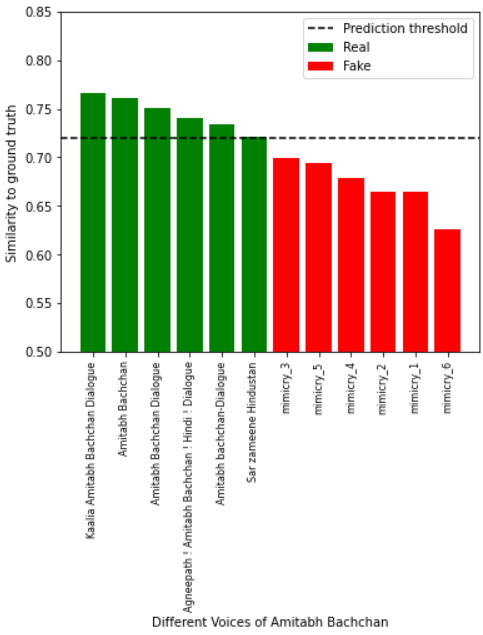 0.85
0.80
0.75
0.70
0.65
0.60
0.55
0.50
Similarity to ground truth
Prediction threshold
Real
Fake
Kaalia Amitabh Bachchan Dialogue
Amitabh Bachchan
Amitabh Bachchan Dialogue
Agneepath ! Amitabh Bachchan ! Hindi ! Dialogue
Amitabh bachchan-Dialogue
Sar zameene Hindustan
mimicry_3
mimicry_5
mimicry_4
mimicry_2
mimicry_1
mimicry_6
Different Voices of Amitabh Bachchan